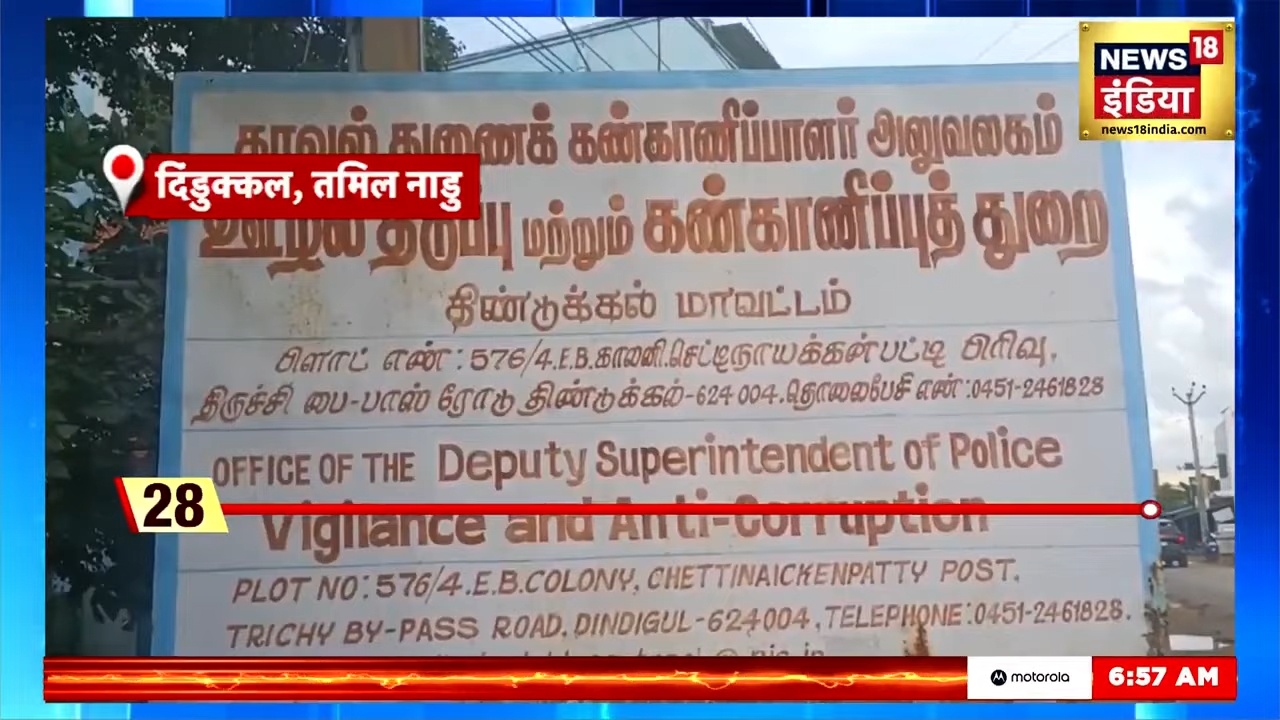 NEWS 18
इंडिया
news18india.com
காவல் துணைக் கண்காணிப்பாளர் அலுவலகம்
दिंडुक्कल, तमिल नाडु
ஊழல் தடுப்பு மற்றும் கண்காணிப்புத் துறை
திண்டுக்கல் மாவட்டம்
பிளாட் எண்: 576/4.E.B.காலனி.செட்டிநாயக்கன்பட்டி பிரிவு,
திருச்சி பை-பாஸ் ரோடு திண்டுக்கல்-624 004.தொலைபேசி எண்:0451-2461828
OFFICE OF THE Deputy Superintendent of Police
28
Vigilance and Anti-Corruption
PLOT NO: 576/4.E.B.COLONY, CHETTINAICKENPATTY POST,
TRICHY BY-PASS ROAD, DINDIGUL-624004, TELEPHONE:0451-2461828.
motorola
6:57 AM